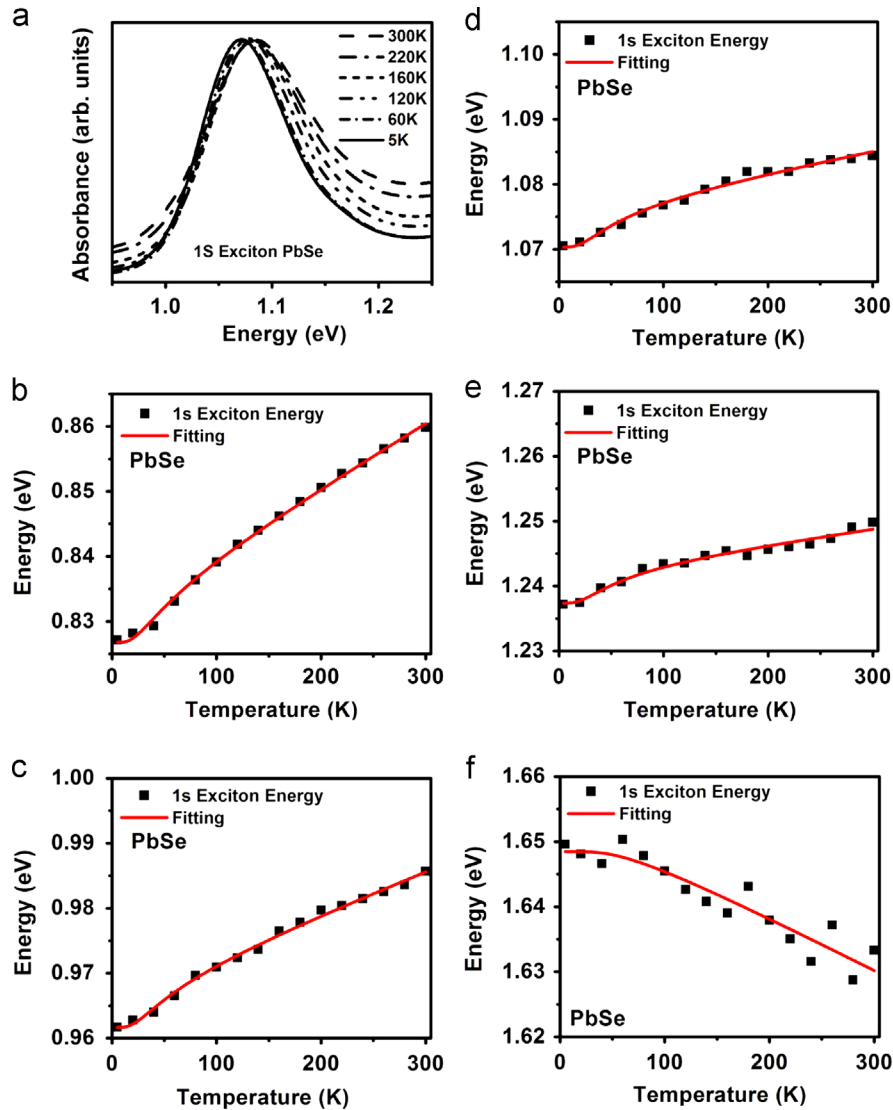 a
Absorbance (arb. units)
300K
220K
160K
120K
60K
5K
1S Exciton PbSe
1.0 1.1 1.2
Energy (eV)
b
Energy (eV)
0.86
0.85
0.84
0.83
1s Exciton Energy
Fitting
PbSe
0 100 200 300
Temperature (K)
c
Energy (eV)
1.00
0.99
0.98
0.97
0.96
1s Exciton Energy
Fitting
PbSe
0 100 200 300
Temperature (K)
d
Energy (eV)
1.10
1.09
1.08
1.07
1s Exciton Energy
Fitting
PbSe
0 100 200 300
Temperature (K)
e
Energy (eV)
1.27
1.26
1.25
1.24
1.23
1s Exciton Energy
Fitting
PbSe
0 100 200 300
Temperature (K)
f
Energy (eV)
1.66
1.65
1.64
1.63
1.62
1s Exciton Energy
Fitting
PbSe
0 100 200 300
Temperature (K)